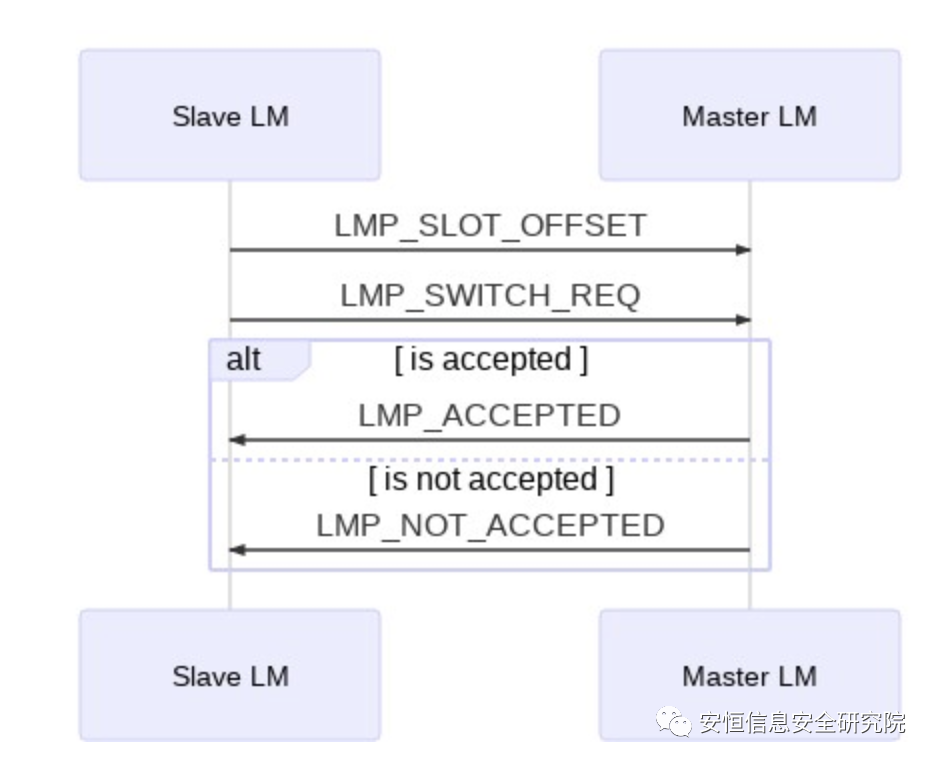 Slave LM
Master LM
LMP_SLOT_OFFSET
LMP_SWITCH_REQ
alt
[ is accepted ]
LMP_ACCEPTED
[ is not accepted ]
LMP_NOT_ACCEPTED
Slave LM
Master LM
安恒信息安全研究院